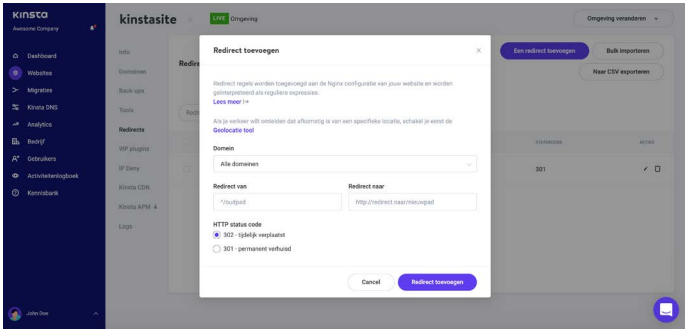 Kinsta
Awesome Company
kinstasite
LIVE Omgeving
Omgeving veranderen
Dashboard
Websites
Migraties
Kinsta DNS
Analytics
Bedrijf
Gebruikers
Activiteitenlogboek
Kennisbank
John Doe
Info
Domeinen
Back-ups
Tools
Redirects
VIP plugins
IP Deny
Kinsta CDN
Kinsta APM
Logs
Een redirect toevoegen
Bulk importeren
Naar CSV exporteren
301
Redirect toevoegen
Redirect regels worden toegevoegd aan de Nginx configuratie van jouw website en worden
geïnterpreteerd als reguliere expressies.
Lees meer
Als je verkeer wilt omleiden dat afkomstig is van een specifieke locatie, schakel je eerst de
Geolocatie tool
Domein
Alle domeinen
Redirect van
Redirect naar
^/oudpad
http://redirect.naar/nieuwpad
HTTP status code
302 - tijdelijk verplaatst
301 - permanent verhuisd
Cancel
Redirect toevoegen